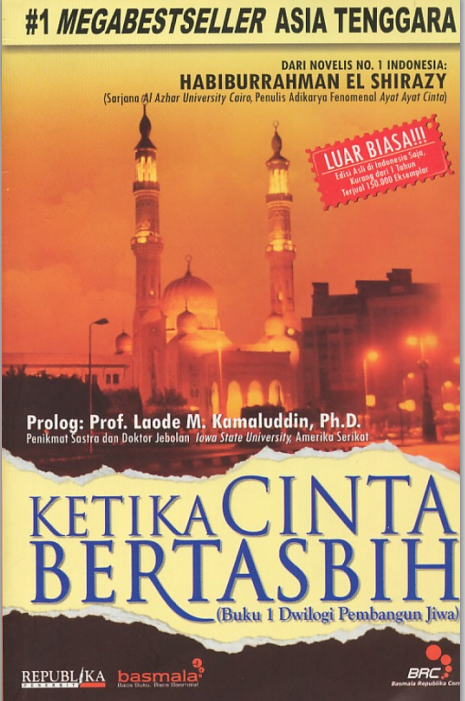 #1 MEGABESTSELLER ASIA TENGGARA
DARI NOVELIS NO. 1 INDONESIA:
HABIBURRAHMAN EL SHIRAZY
(Sarjana Al Azhar University Cairo, Penulis Adikarya Fenomenal Ayat Ayat Cinta)
LUAR BIASA!!!
Edisi Asli di Indonesia Saja,
Kurang dari 1 Tahun
Terjual 150.000 Eksemplar
Prolog: Prof. Laode M. Kamaluddin, Ph.D.
Penikmat Sastra dan Doktor Jebolan Iowa State University, Amerika Serikat
KETIKA CINTA
BERTASBIH
(Buku 1 Dwilogi Pembangun Jiwa)
REPUBLIKA
PENERBIT
basmala
Baca Buku, Baca Basmala!
BRC
Basmala Republika Com